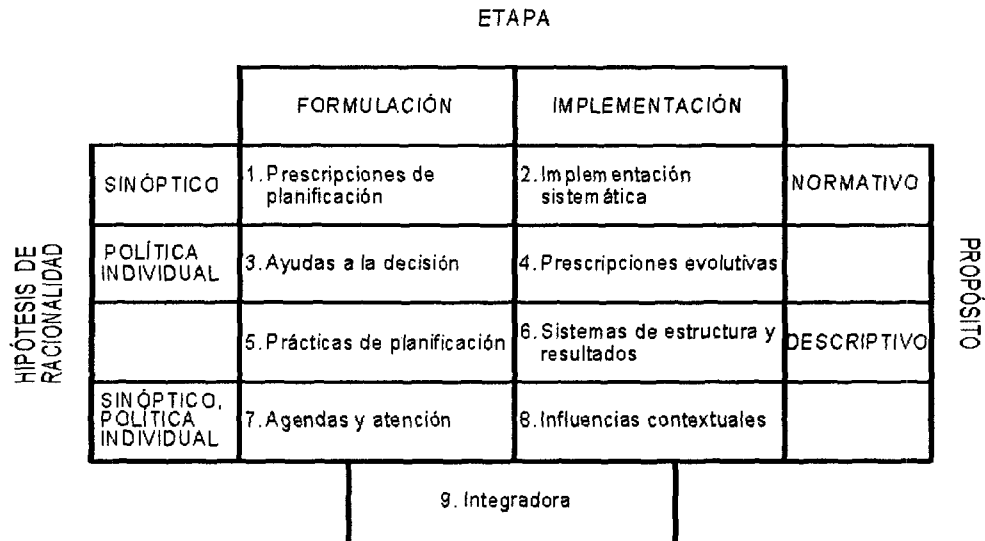 ETAPA
FORMULACIÓN
IMPLEMENTACIÓN
SINÓPTICO
1. Prescripciones de
planificación
2. Implementación
sistemática
NORMATIVO
POLÍTICA
INDIVIDUAL
3. Ayudas a la decisión
4. Prescripciones evolutivas
5. Prácticas de planificación
6. Sistemas de estructura y
resultados
DESCRIPTIVO
SINÓPTICO,
POLÍTICA
INDIVIDUAL
7. Agendas y atención
8. Influencias contextuales
9. Integradora
HIPÓTESIS DE
RACIONALIDAD
PROPÓSITO